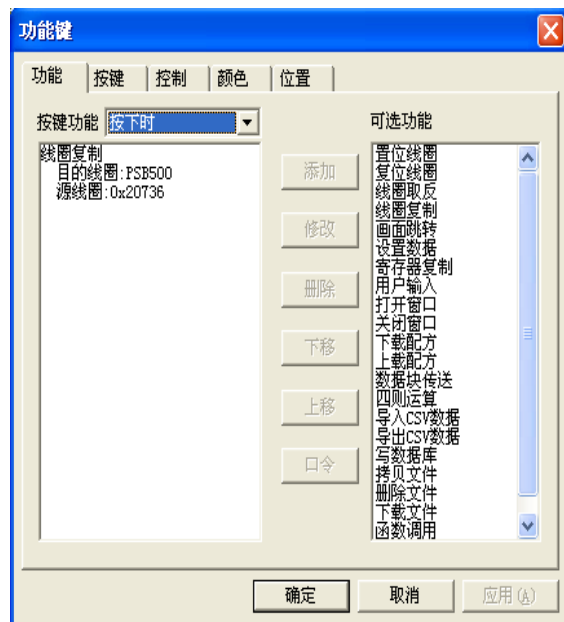 功能键
功能 按键 控制 颜色 位置
按键功能 按下时
线圈复制
目的线圈:PSB500
源线圈:0x20736
添加
修改
删除
下移
上移
口令
可选功能
置位线圈
复位线圈
线圈取反
线圈复制
画面跳转
设置数据
寄存器复制
用户输入
打开窗口
关闭窗口
下载配方
上载配方
数据块传送
四则运算
导入CSV数据
导出CSV数据
写数据库
拷贝文件
删除文件
下载文件
函数调用
确定 取消 应用(A)